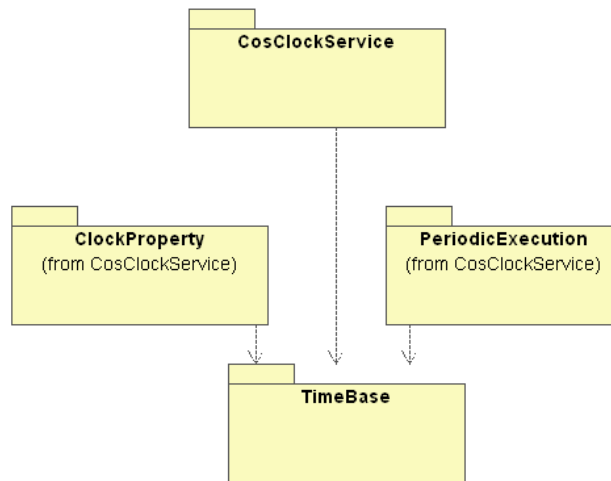 CosClockService
ClockProperty
(from CosClockService)
PeriodicExecution
(from CosClockService)
TimeBase